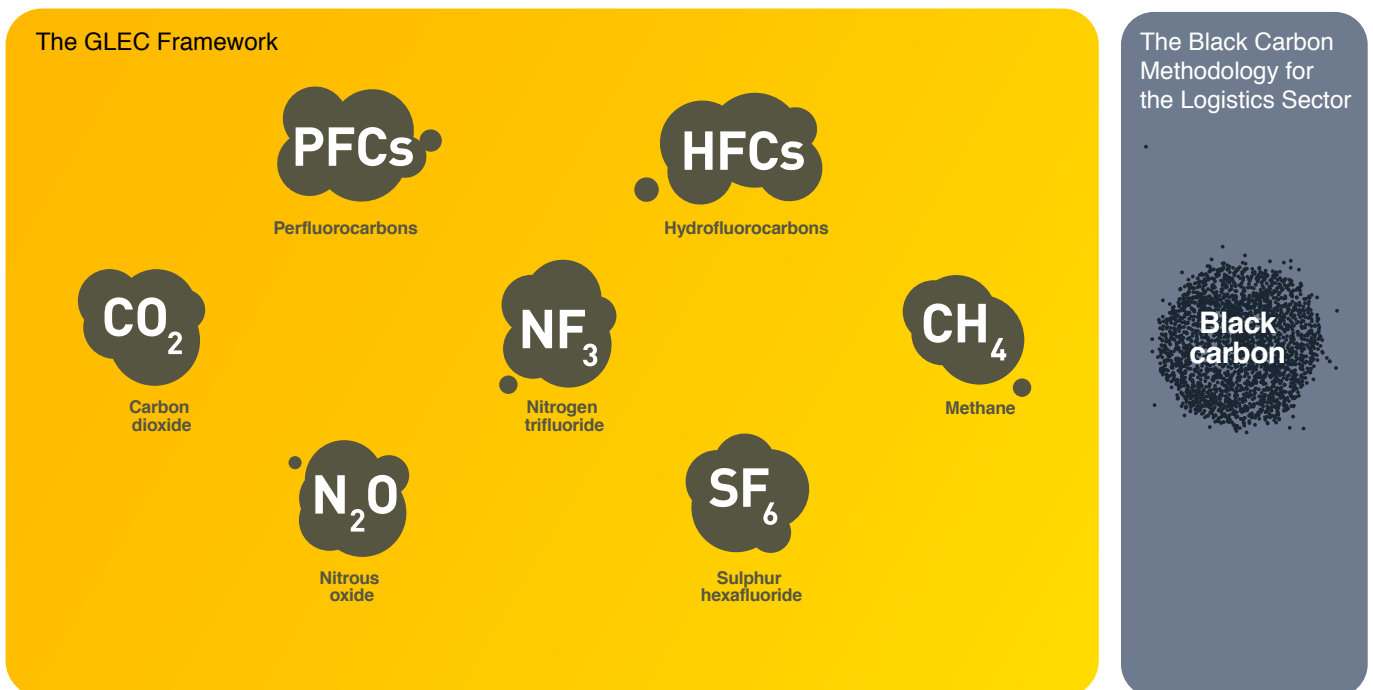 The GLEC Framework
PFCs
Perfluorocarbons
HFCs
Hydrofluorocarbons
CO₂
Carbon
dioxide
NF₃
Nitrogen
trifluoride
CH₄
Methane
N₂O
Nitrous
oxide
SF₆
Sulphur
hexafluoride
The Black Carbon
Methodology for
the Logistics Sector
Black
carbon